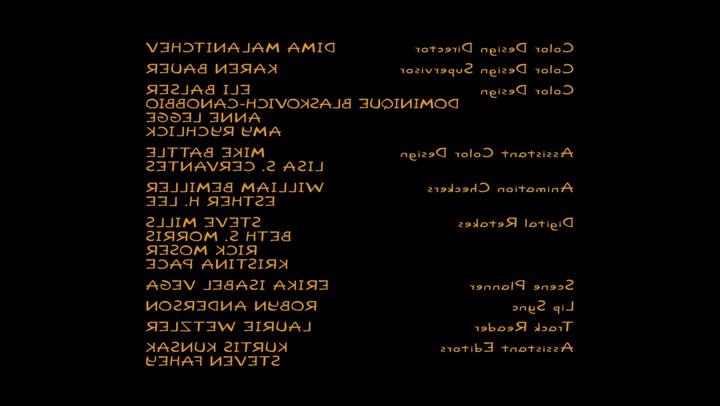 Color Design Director DIMA MALANITCHEV
Color Design Supervisor KAREN BAUER
Color Design ELI BALSER
DOMINIQUE BLASKOVICH-CANOBBIO
ANNE LEGGE
AMY RYCHLICK
Assistant Color Design MIKE BATTLE
LISA S. CERVANTES
Animation Checkers WILLIAM BEMILLER
ESTHER H. LEE
Digital Retakes STEVE MILLS
BETH S. MORRIS
RICK MOSER
KRISTINA PACE
Scene Planner ERIKA ISABEL VEGA
Lip Sync ROBYN ANDERSON
Track Reader LAURIE WETZLER
Assistant Editors KURTIS KUNSAK
STEVEN FAHEY